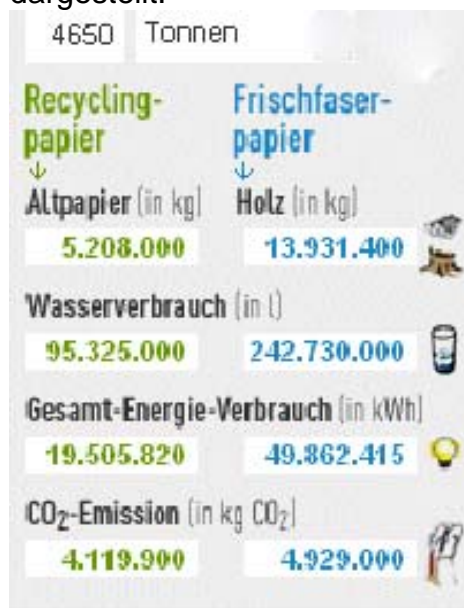 dargestellt.
4650 Tonnen
Recycling- Frischfaser-
papier papier
↓ ↓
Altpapier (in kg) Holz (in kg)
5.208.000 13.931.400
Wasserverbrauch (in l)
95.325.000 242.730.000
Gesamt-Energie-Verbrauch (in kWh)
19.505.820 49.862.415
CO₂-Emission (in kg CO₂)
4.119.900 4.929.000